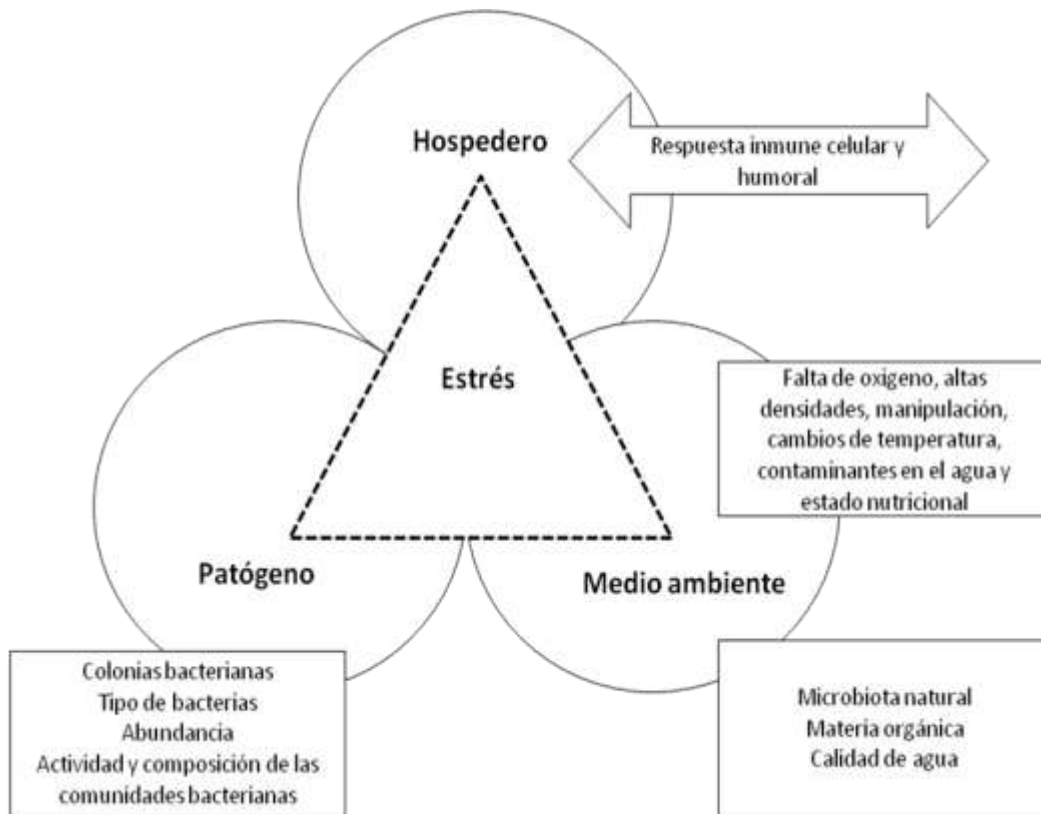 Hospedero
Respuesta inmune celular y
humoral
Estrés
Falta de oxigeno, altas
densidades, manipulación,
cambios de temperatura,
contaminantes en el agua y
estado nutricional
Patógeno
Medio ambiente
Colonias bacterianas
Tipo de bacterias
Abundancia
Actividad y composición de las
comunidades bacterianas
Microbiota natural
Materia orgánica
Calidad de agua